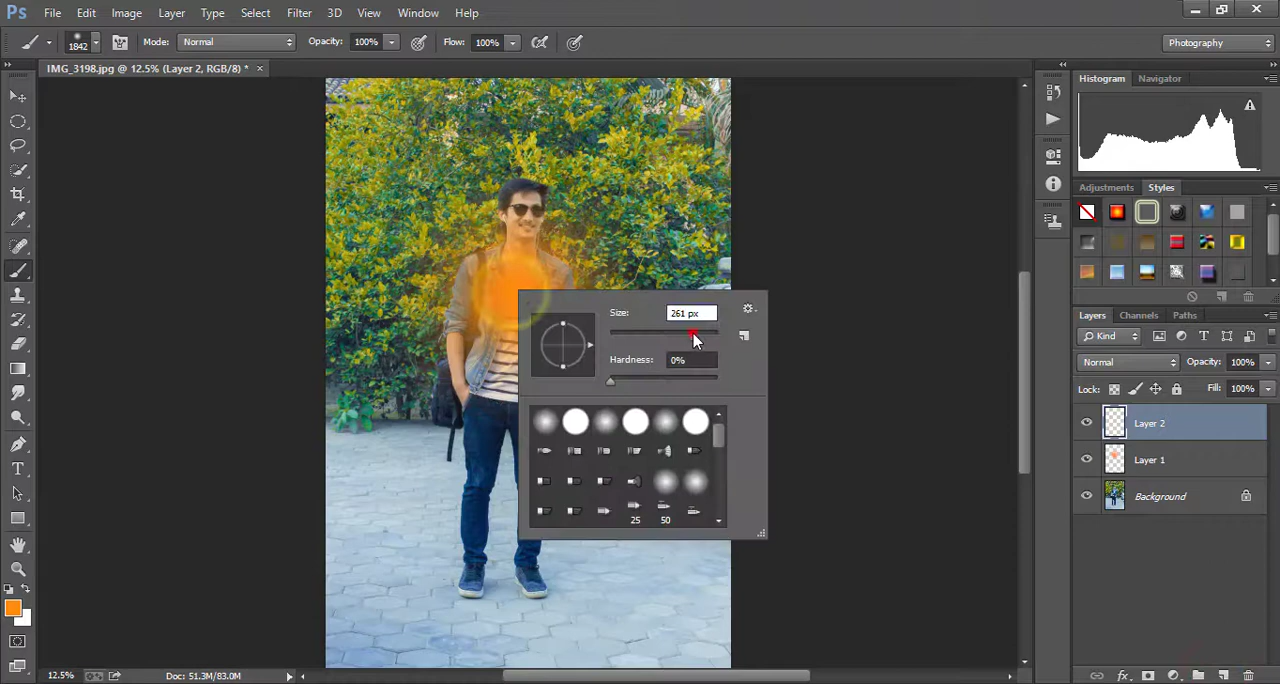 Ps File Edit Image Layer Type Select Filter 3D View Window Help
1842 Mode: Normal Opacity: 100% Flow: 100% Photography
IMG_3198.jpg @ 12.5% (Layer 2, RGB/8) * ×
Histogram Navigator
Adjustments Styles
Size: 261 px
Hardness: 0%
25 50
Layers Channels Paths
Kind
Normal Opacity: 100%
Lock: Fill: 100%
Layer 2
Layer 1
Background
12.5% Doc: 51.3M/83.0M